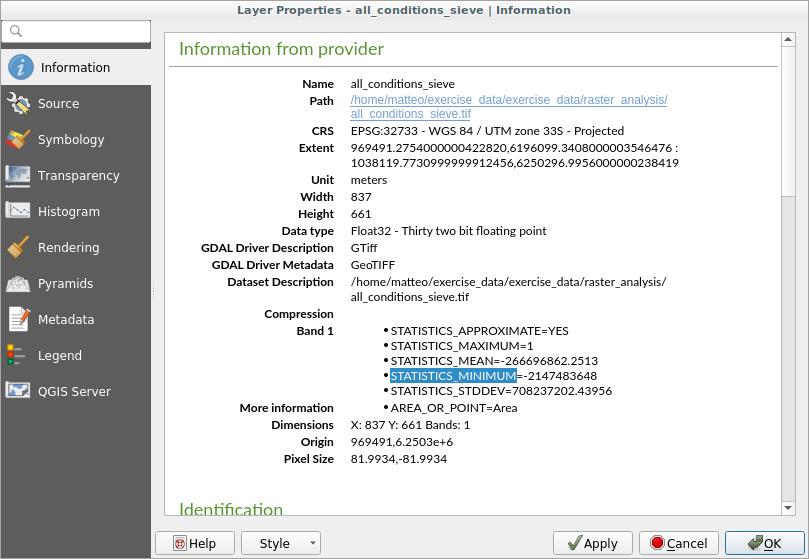 Layer Properties - all_conditions_sieve | Information
Information
Source
Symbology
Transparency
Histogram
Rendering
Pyramids
Metadata
Legend
QGIS Server
Information from provider
Name all_conditions_sieve
Path /home/matteo/exercise_data/exercise_data/raster_analysis/
all_conditions_sieve.tif
CRS EPSG:32733 - WGS 84 / UTM zone 33S - Projected
Extent 969491.2754000000422820,6196099.3408000003546476 :
1038119.7730999999912456,6250296.9956000000238419
Unit meters
Width 837
Height 661
Data type Float32 - Thirty two bit floating point
GDAL Driver Description GTiff
GDAL Driver Metadata GeoTIFF
Dataset Description /home/matteo/exercise_data/exercise_data/raster_analysis/
all_conditions_sieve.tif
Compression
Band 1 • STATISTICS_APPROXIMATE=YES
• STATISTICS_MAXIMUM=1
• STATISTICS_MEAN=-266696862.2513
• STATISTICS_MINIMUM=-2147483648
• STATISTICS_STDDEV=708237202.43956
More information • AREA_OR_POINT=Area
Dimensions X: 837 Y: 661 Bands: 1
Origin 969491,6.2503e+6
Pixel Size 81.9934,-81.9934
Identification
Help
Style
Apply
Cancel
OK